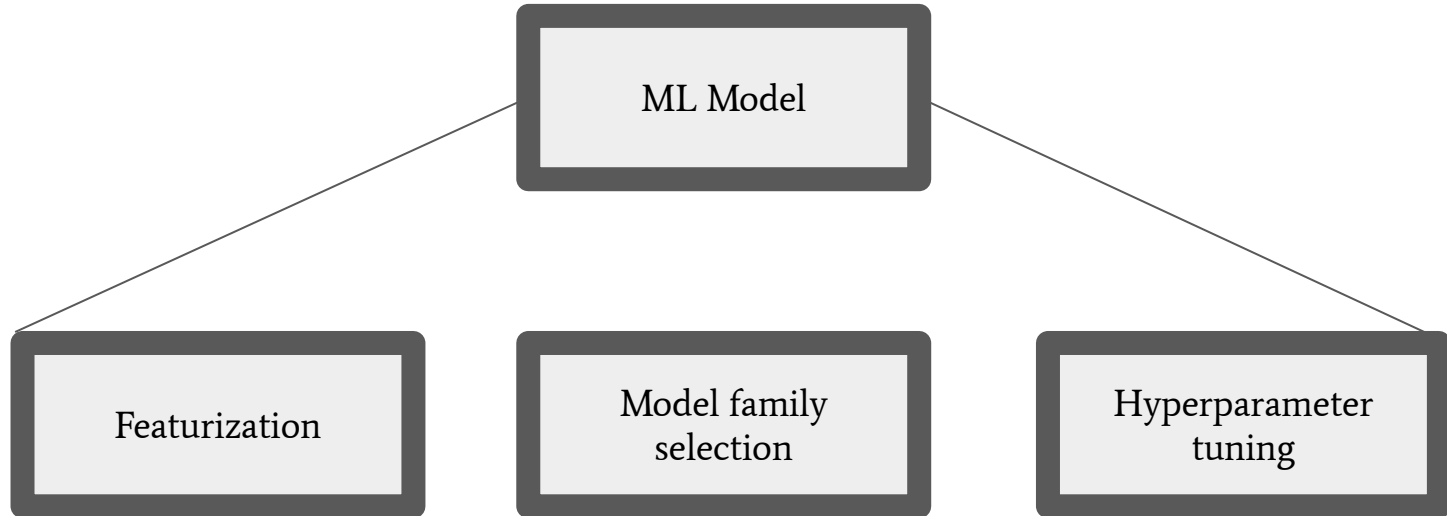 ML Model
Featurization
Model family
selection
Hyperparameter
tuning